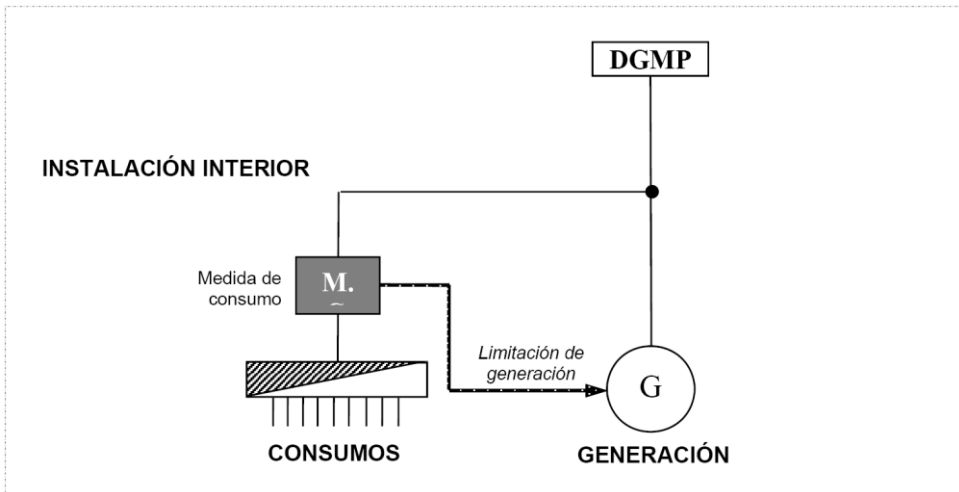 DGMP
INSTALACIÓN INTERIOR
Medida de
consumo
M.
~
Limitación de
generación
G
CONSUMOS
GENERACIÓN